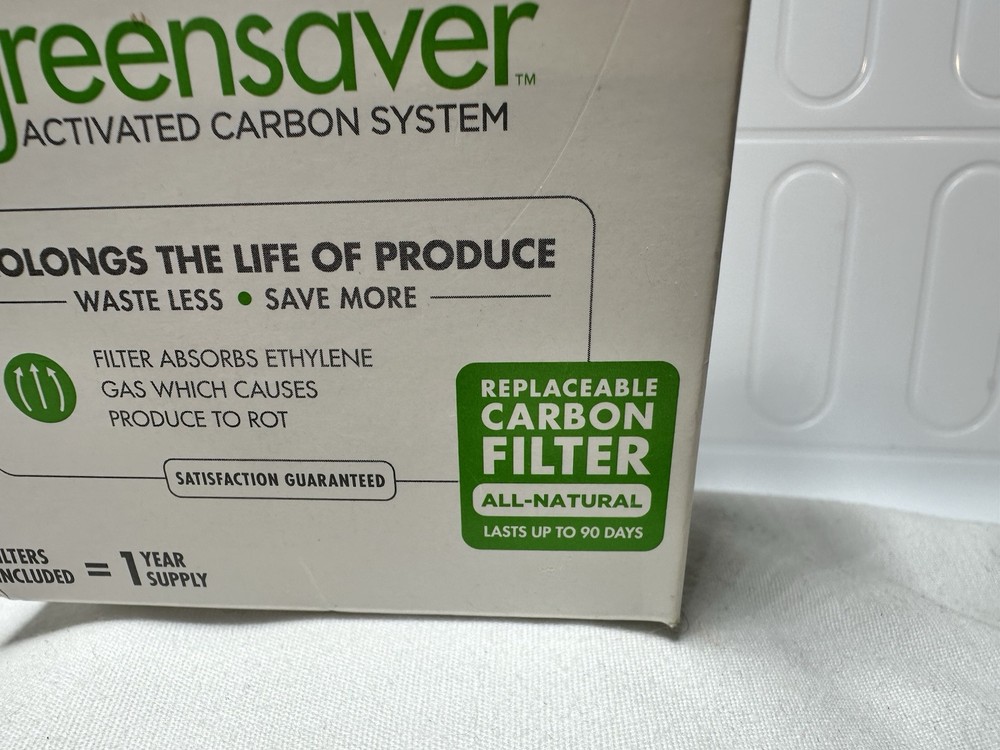 greensaver™
ACTIVATED CARBON SYSTEM
OLONGS THE LIFE OF PRODUCE
WASTE LESS • SAVE MORE
FILTER ABSORBS ETHYLENE
GAS WHICH CAUSES
PRODUCE TO ROT
SATISFACTION GUARANTEED
REPLACEABLE
CARBON
FILTER
ALL-NATURAL
LASTS UP TO 90 DAYS
ILTERS
INCLUDED = 1 YEAR
SUPPLY